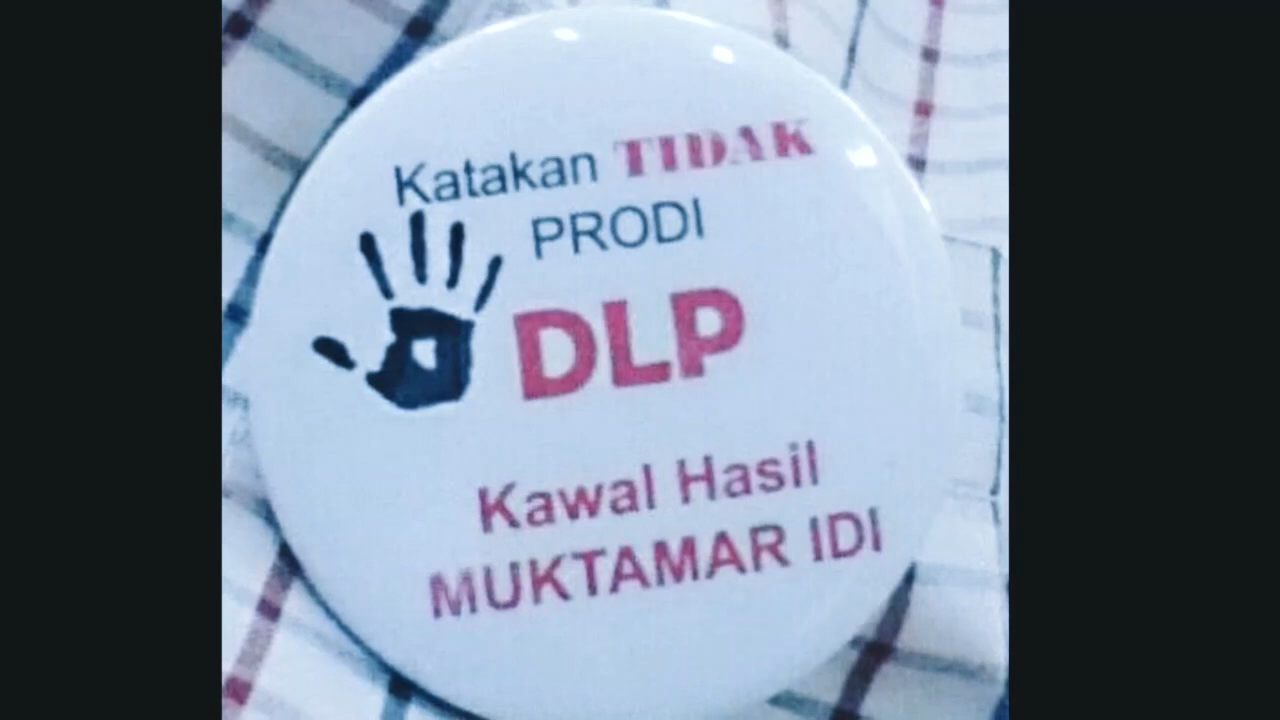 Katakan TIDAK
PRODI
DLP
Kawal Hasil
MUKTAMAR IDI